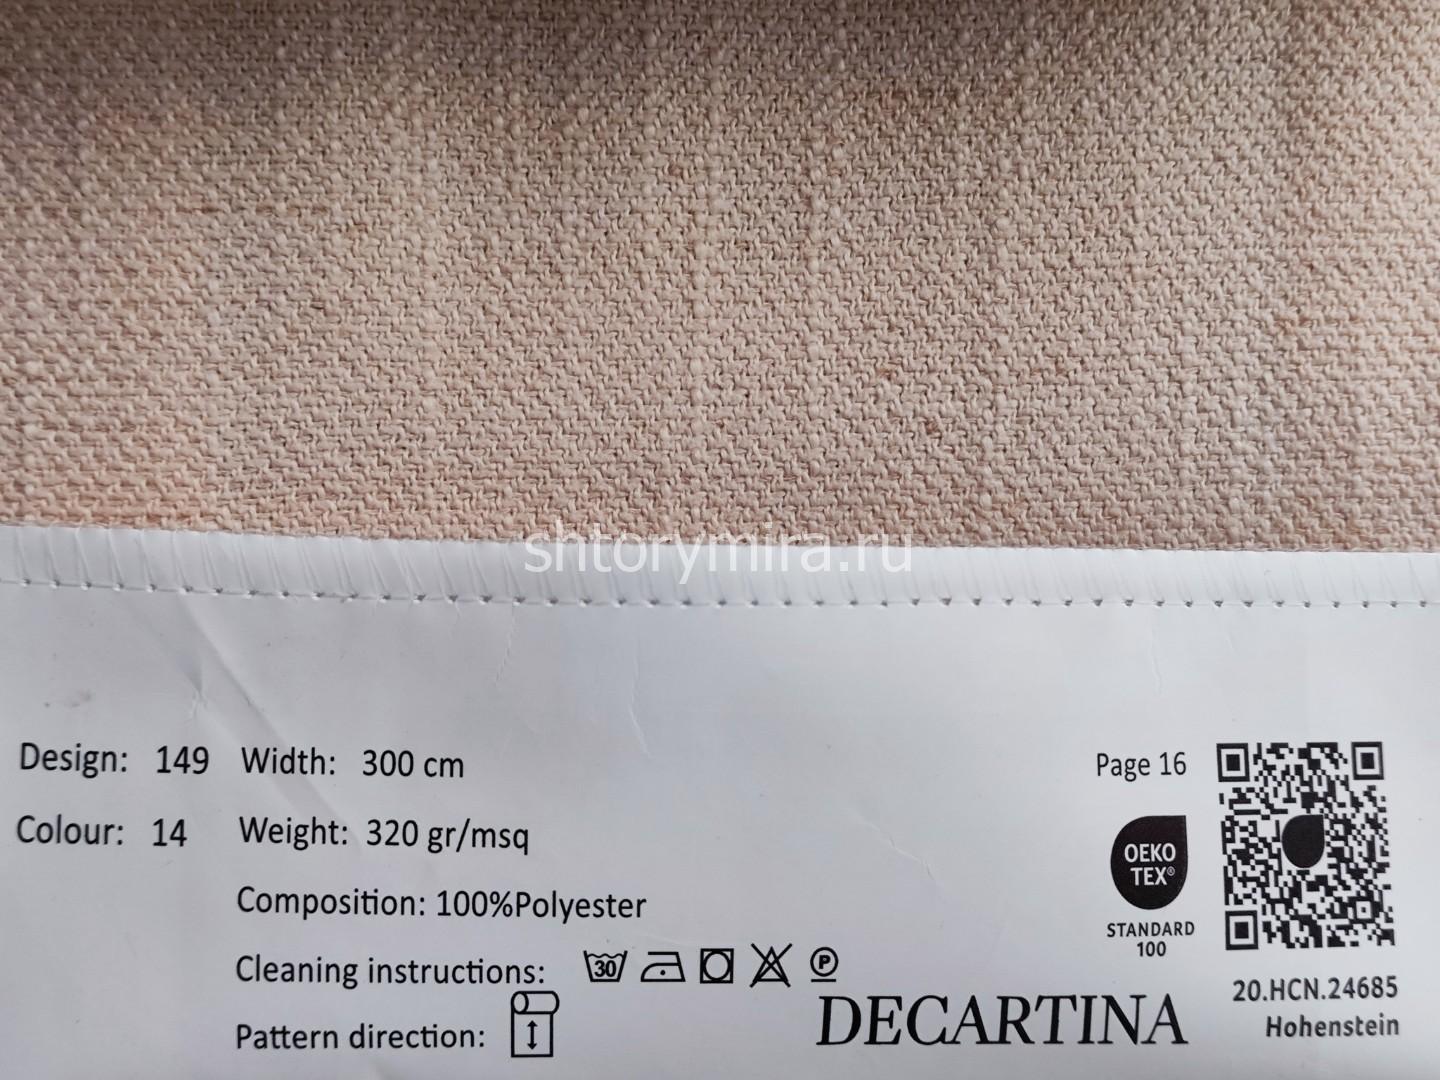 shtorymira.ru
Design: 149 Width: 300 cm
Page 16
Colour: 14 Weight: 320 gr/msq
OEKO
TEX®
STANDARD
100
Composition: 100%Polyester
Cleaning instructions: 30 P
Pattern direction:
DECARTINA
20.HCN.24685
Hohenstein